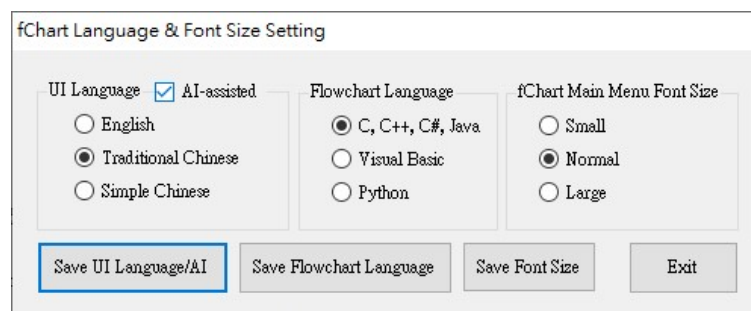 fChart Language & Font Size Setting
UI Language AI-assisted
English
Traditional Chinese
Simple Chinese
Flowchart Language
C, C++, C#, Java
Visual Basic
Python
fChart Main Menu Font Size
Small
Normal
Large
Save UI Language/AI
Save Flowchart Language
Save Font Size
Exit